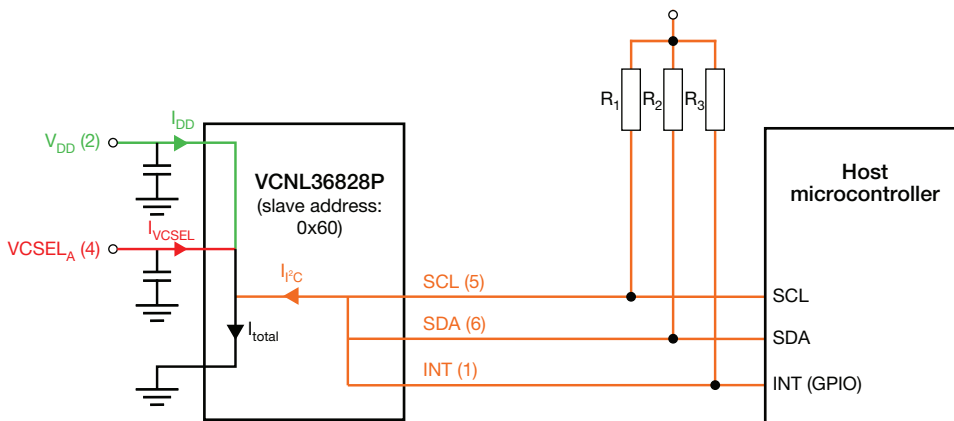 R1
R2
R3
IDD
VDD (2)
VCNL36828P
(slave address:
0x60)
Host
microcontroller
IVCSEL
VCSELA (4)
II²C
SCL (5)
SCL
Itotal
SDA (6)
SDA
INT (1)
INT (GPIO)